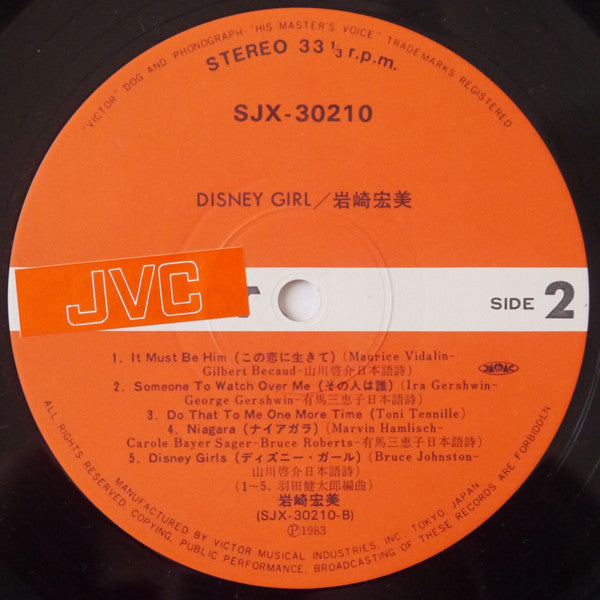 "VICTOR" DOG AND PHONOGRAPH·"HIS MASTER'S VOICE" TRADEMARKS REGISTERED
STEREO 33 1/3 r.p.m.
SJX-30210
DISNEY GIRL／岩崎宏美
JVC
SIDE 2
1. It Must Be Him (この恋に生きて) (Maurice Vidalin-
Gilbert Becaud-山川啓介日本語詩)
2. Someone To Watch Over Me (その人は誰) (Ira Gershwin-
George Gershwin-有馬三恵子日本語詩)
3. Do That To Me One More Time (Toni Tennille)
4. Niagara (ナイアガラ) (Marvin Hamlisch-
Carole Bayer Sager-Bruce Roberts-有馬三恵子日本語詩)
5. Disney Girls (ディズニー・ガール) (Bruce Johnston-
山川啓介日本語詩)
(1〜5. 羽田健太郎編曲)
岩崎宏美
(SJX-30210-B)
Ⓟ1983
MANUFACTURED BY VICTOR MUSICAL INDUSTRIES, INC. TOKYO, JAPAN
ALL RIGHTS RESERVED. COPYING, PUBLIC PERFORMANCE, BROADCASTING OF THESE RECORDS ARE FORBIDDEN